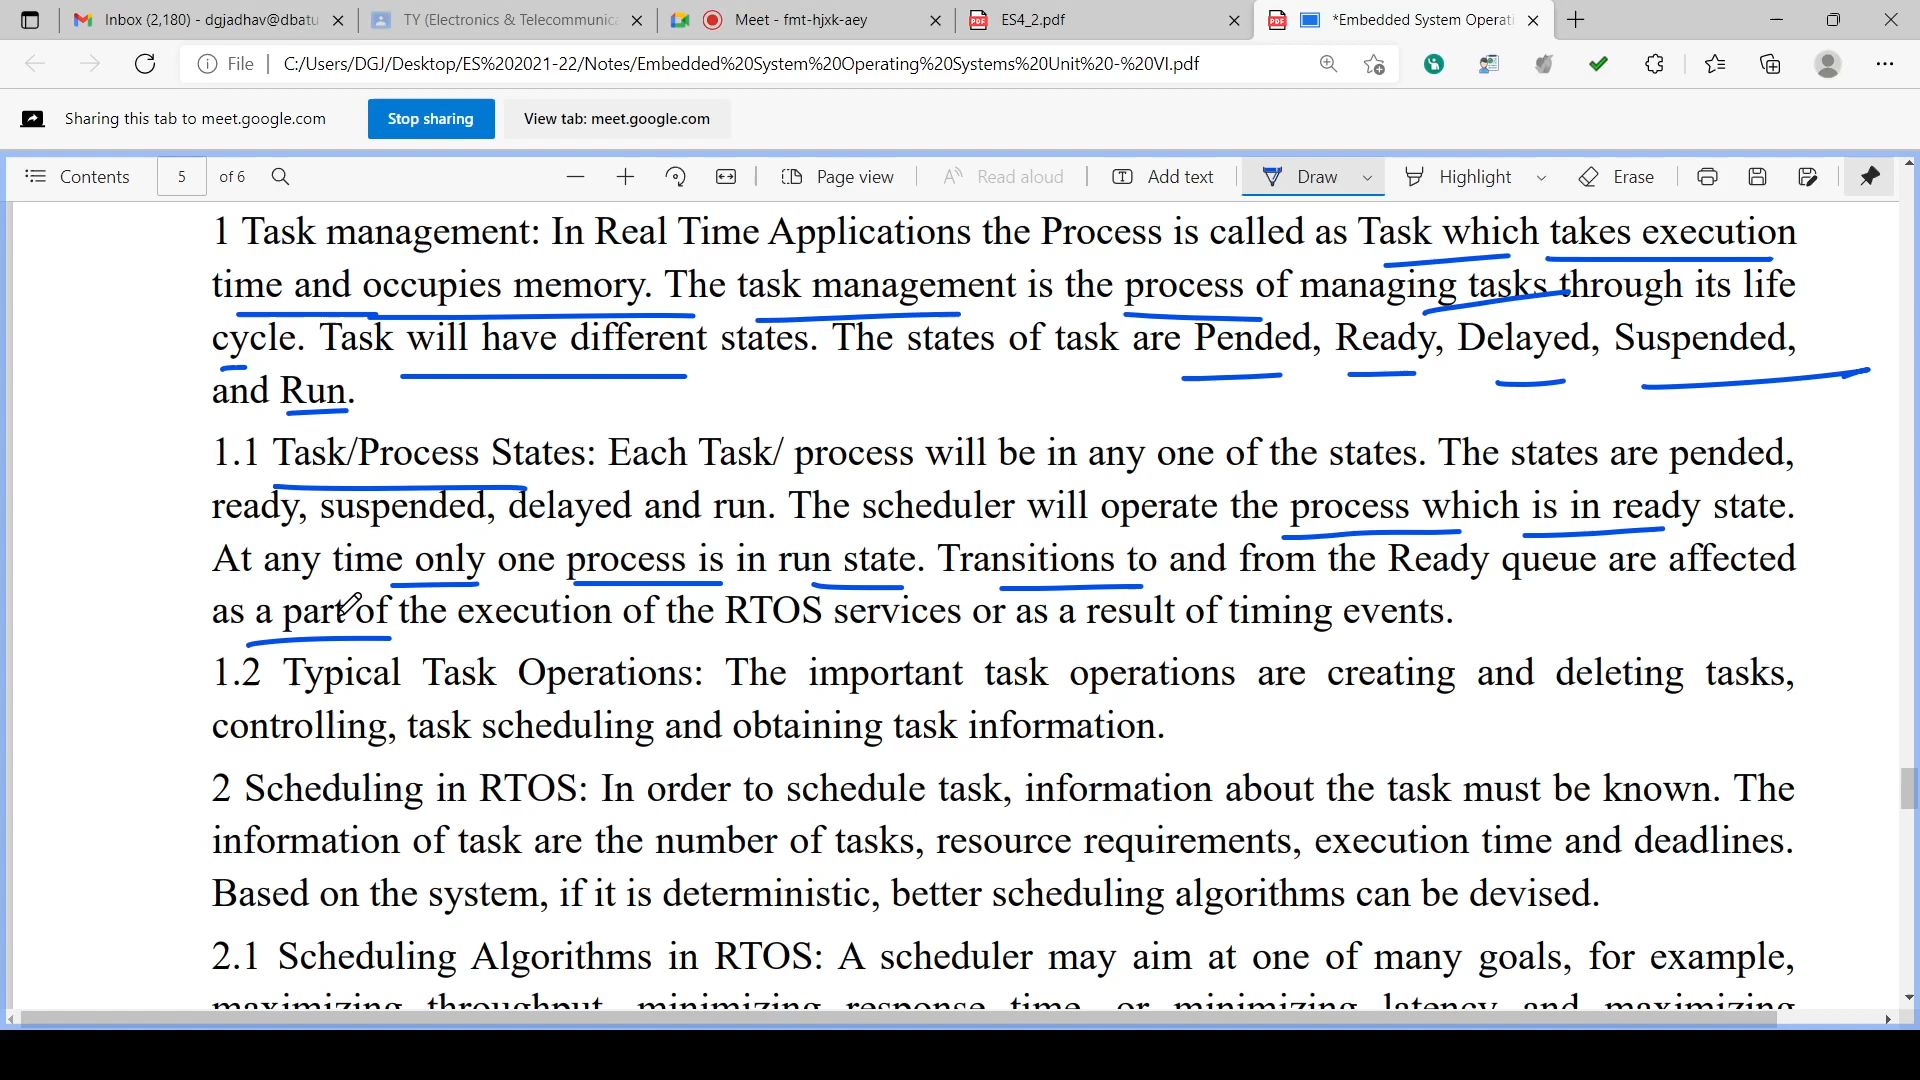 Inbox (2,180) - dgjadhav@dbatu
TY (Electronics & Telecommunica
Meet - fmt-hjxk-aey
ES4_2.pdf
*Embedded System Operati
File
C:/Users/DGJ/Desktop/ES%202021-22/Notes/Embedded%20System%20Operating%20Systems%20Unit%20-%20VI.pdf
Sharing this tab to meet.google.com
Stop sharing
View tab: meet.google.com
Contents
5
of 6
Page view
Read aloud
Add text
Draw
Highlight
Erase
1 Task management: In Real Time Applications the Process is called as Task which takes execution
time and occupies memory. The task management is the process of managing tasks through its life
cycle. Task will have different states. The states of task are Pended, Ready, Delayed, Suspended,
and Run.
1.1 Task/Process States: Each Task/ process will be in any one of the states. The states are pended,
ready, suspended, delayed and run. The scheduler will operate the process which is in ready state.
At any time only one process is in run state. Transitions to and from the Ready queue are affected
as a part of the execution of the RTOS services or as a result of timing events.
1.2 Typical Task Operations: The important task operations are creating and deleting tasks,
controlling, task scheduling and obtaining task information.
2 Scheduling in RTOS: In order to schedule task, information about the task must be known. The
information of task are the number of tasks, resource requirements, execution time and deadlines.
Based on the system, if it is deterministic, better scheduling algorithms can be devised.
2.1 Scheduling Algorithms in RTOS: A scheduler may aim at one of many goals, for example,
maximizing throughput, minimizing response time, or minimizing latency and maximizing